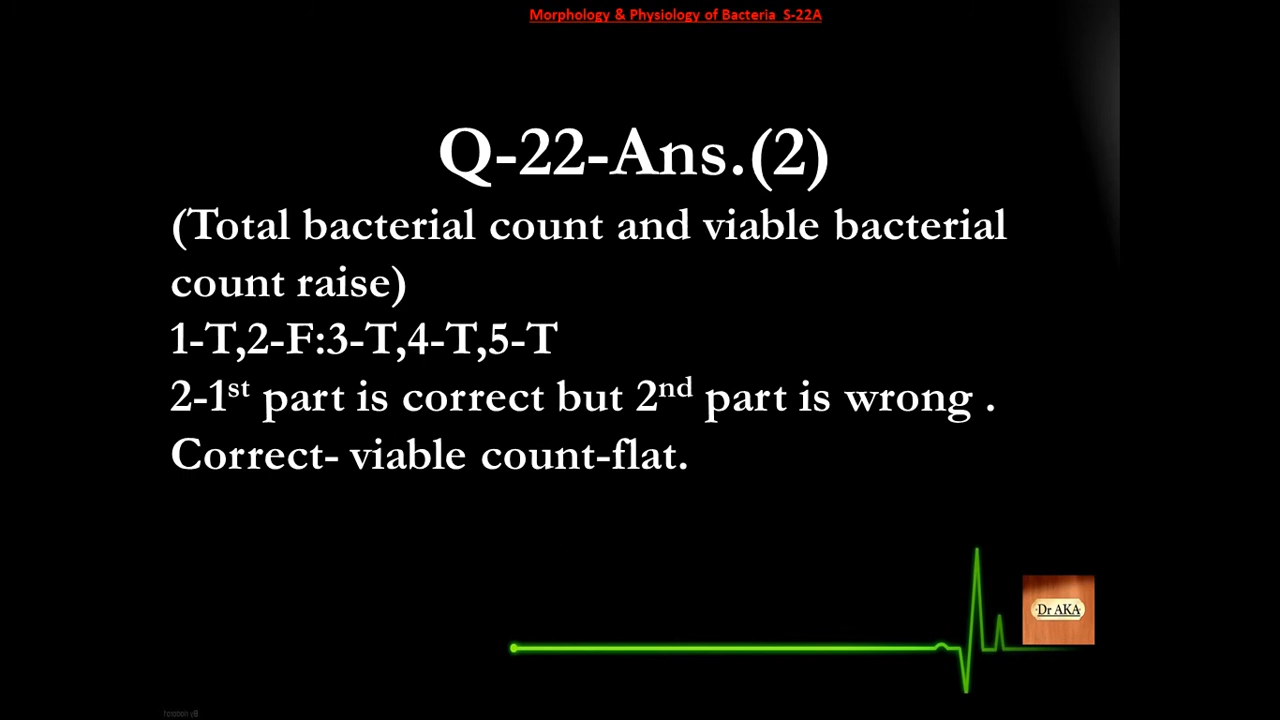 Morphology & Physiology of Bacteria S-22A
Q-22-Ans.(2)
(Total bacterial count and viable bacterial
count raise)
1-T,2-F:3-T,4-T,5-T
2-1st part is correct but 2nd part is wrong .
Correct- viable count-flat.
Dr AKA